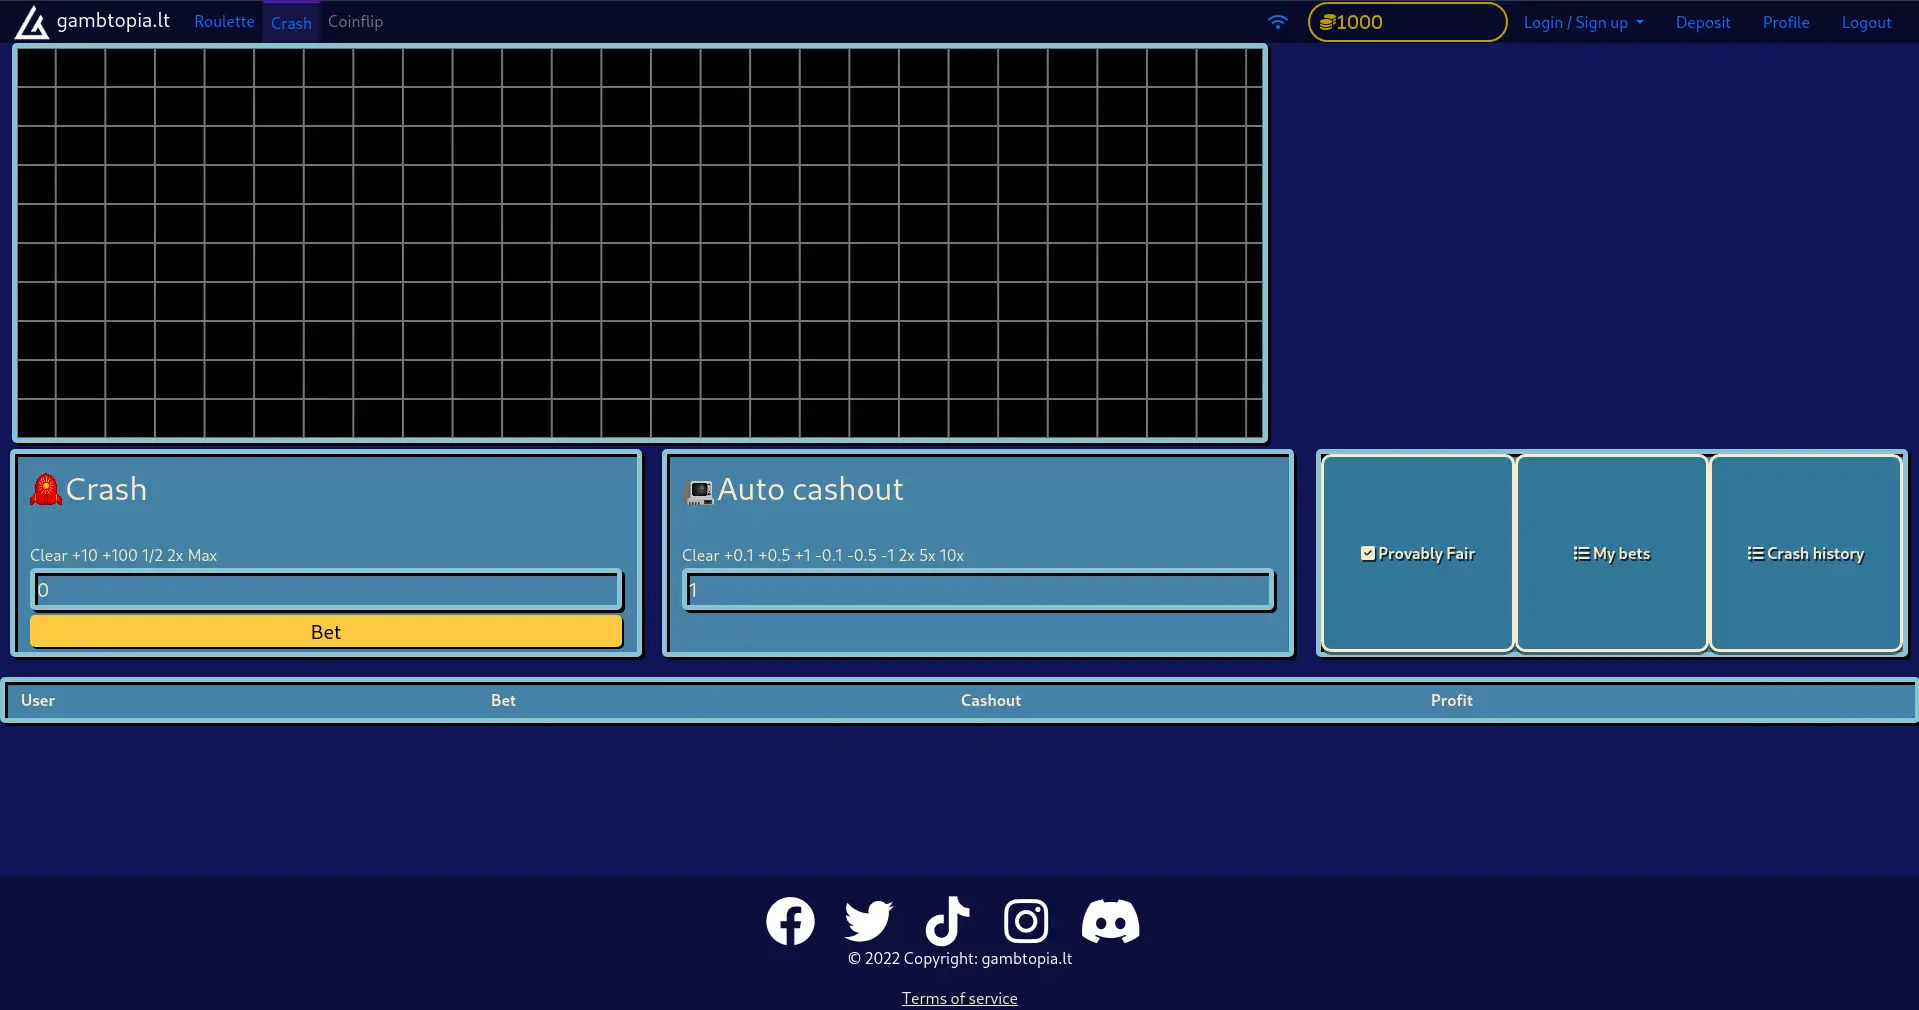 gambtopia.lt Roulette Crash Coinflip 1000 Login / Sign up Deposit Profile Logout
Crash
Clear +10 +100 1/2 2x Max
0
Bet
Auto cashout
Clear +0.1 +0.5 +1 -0.1 -0.5 -1 2x 5x 10x
1
Provably Fair My bets Crash history
User Bet Cashout Profit
© 2022 Copyright: gambtopia.lt
Terms of service